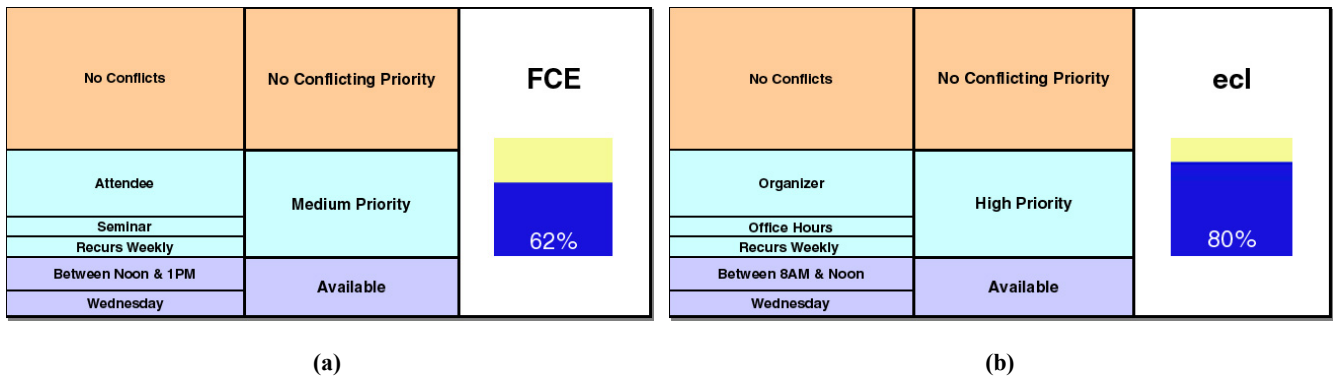 No Conflicts
No Conflicting Priority
FCE
Attendee
Medium Priority
Seminar
Recurs Weekly
62%
Between Noon & 1PM
Available
Wednesday
(a)
No Conflicts
No Conflicting Priority
ecl
Organizer
High Priority
Office Hours
Recurs Weekly
80%
Between 8AM & Noon
Available
Wednesday
(b)